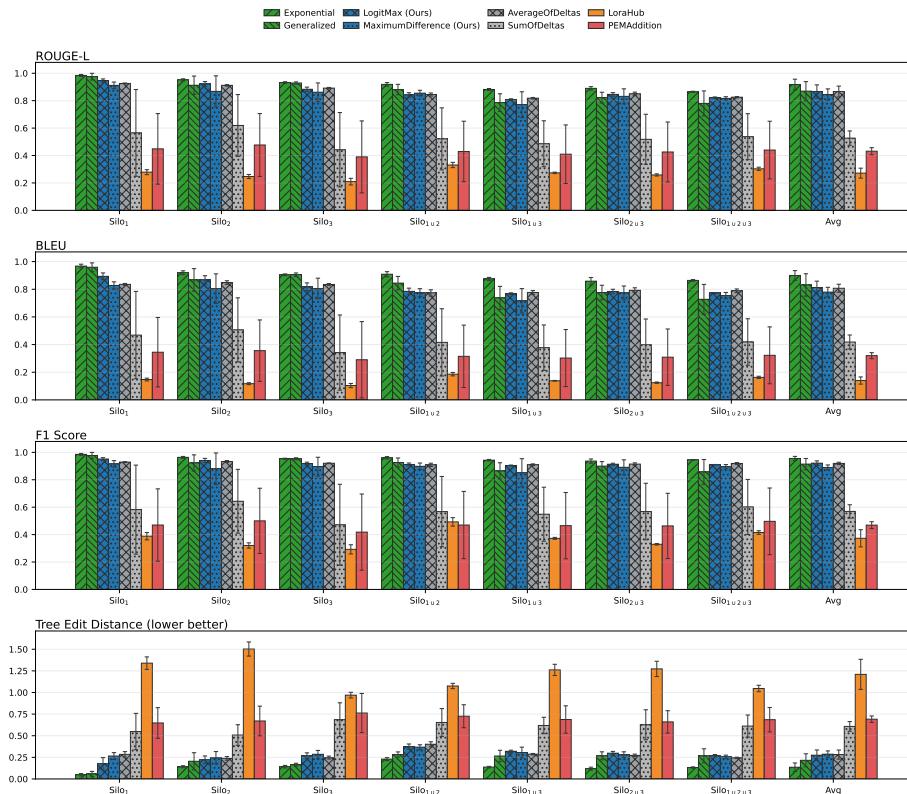 Exponential LogitMax (Ours) AverageOfDeltas LoraHub
Generalized MaximumDifference (Ours) SumOfDeltas PEMAddition
ROUGE-L
1.0
0.8
0.6
0.4
0.2
0.0
Silo₁ Silo₂ Silo₃ Silo₁∪₂ Silo₁∪₃ Silo₂∪₃ Silo₁∪₂∪₃ Avg
BLEU
1.0
0.8
0.6
0.4
0.2
0.0
Silo₁ Silo₂ Silo₃ Silo₁∪₂ Silo₁∪₃ Silo₂∪₃ Silo₁∪₂∪₃ Avg
F1 Score
1.0
0.8
0.6
0.4
0.2
0.0
Silo₁ Silo₂ Silo₃ Silo₁∪₂ Silo₁∪₃ Silo₂∪₃ Silo₁∪₂∪₃ Avg
Tree Edit Distance (lower better)
1.50
1.25
1.00
0.75
0.50
0.25
0.00
Silo₁ Silo₂ Silo₃ Silo₁∪₂ Silo₁∪₃ Silo₂∪₃ Silo₁∪₂∪₃ Avg